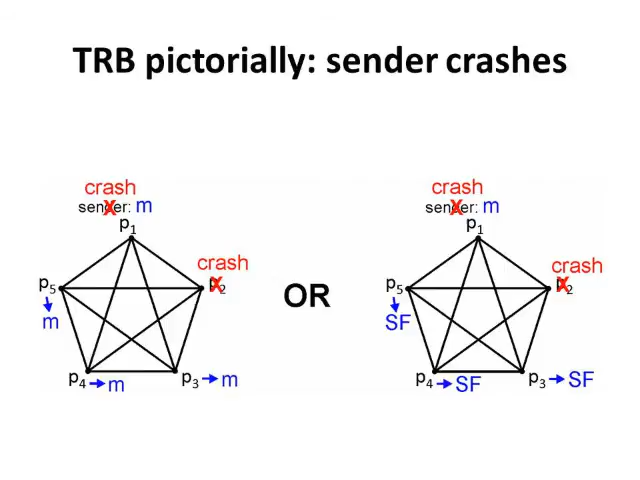 TRB pictorially: sender crashes
crash
sender: m
p1
crash
p2
p5
m
p4 m
p3 m
OR
crash
sender: m
p1
crash
p2
p5
SF
p4 SF
p3 SF